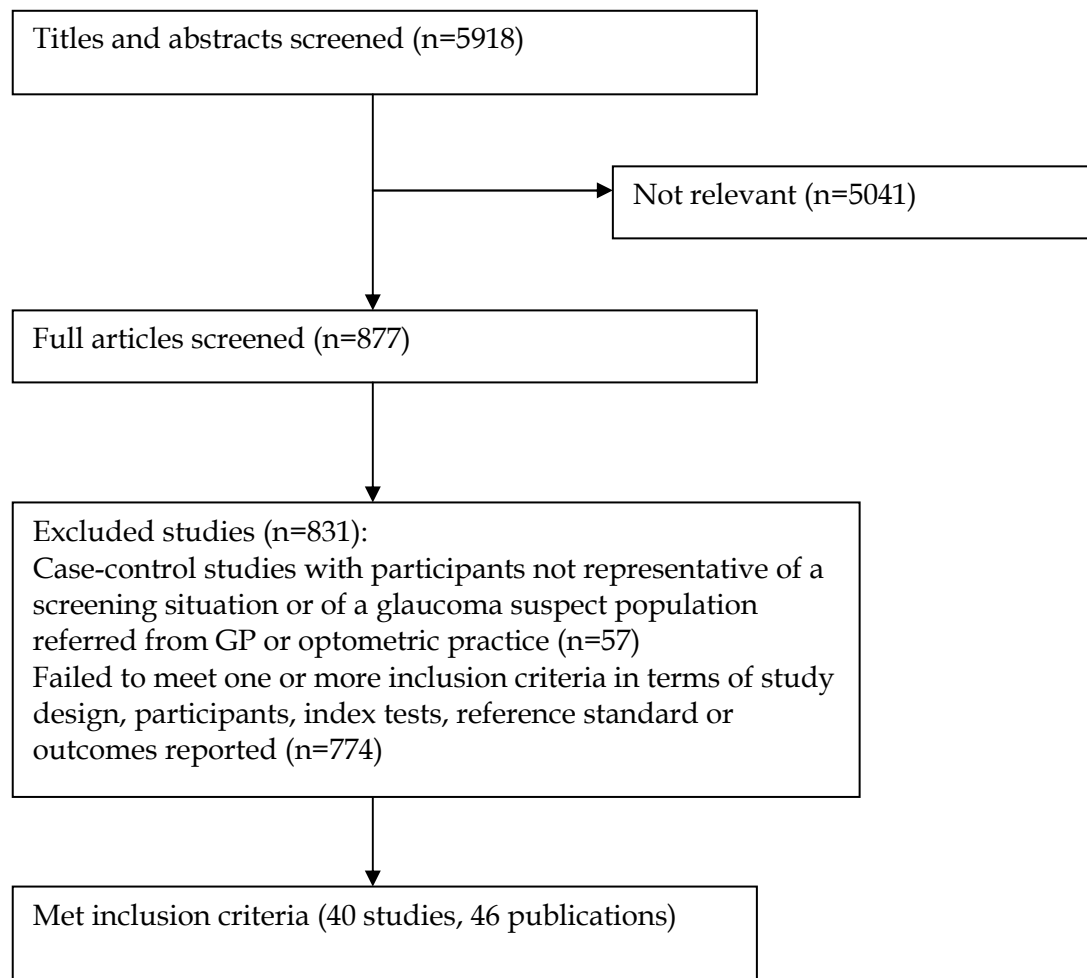 Titles and abstracts screened (n=5918)
Not relevant (n=5041)
Full articles screened (n=877)
Excluded studies (n=831):
Case-control studies with participants not representative of a
screening situation or of a glaucoma suspect population
referred from GP or optometric practice (n=57)
Failed to meet one or more inclusion criteria in terms of study
design, participants, index tests, reference standard or
outcomes reported (n=774)
Met inclusion criteria (40 studies, 46 publications)